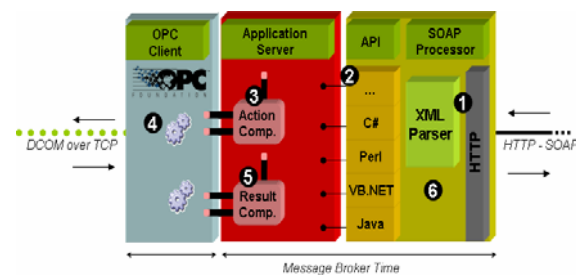 OPC
Client
Application
Server
API
SOAP
Processor
OPC
FOUNDATION
2
...
1
3
Action
Comp.
4
C#
XML
Parser
HTTP
DCOM over TCP
Perl
HTTP - SOAP
5
Result
Comp.
VB.NET
6
Java
Message Broker Time